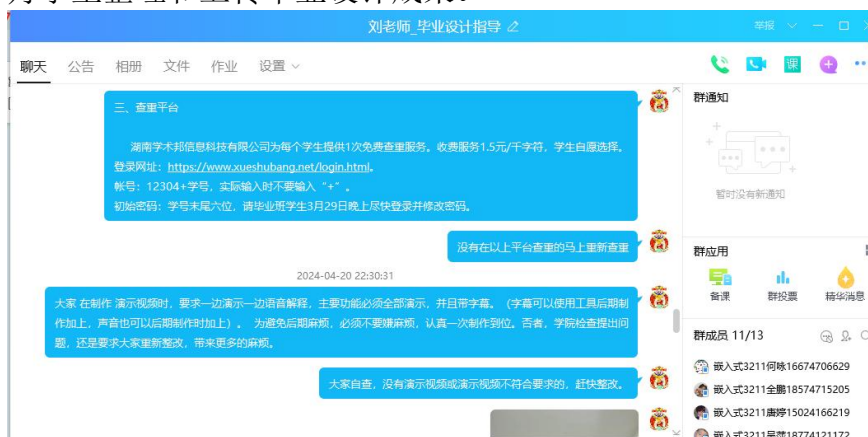 刘老师_毕业设计指导
举报
聊天 公告 相册 文件 作业 设置
课
三、查重平台
湖南学术邦信息科技有限公司为每个学生提供1次免费查重服务。收费服务1.5元/千字符，学生自愿选择。
登录网址：https://www.xueshubang.net/login.html。
帐号：12304+学号，实际输入时不要输入“+”。
初始密码：学号末尾六位，请毕业班学生3月29日晚上尽快登录并修改密码。
没有在以上平台查重的马上重新查重
2024-04-20 22:30:31
大家 在制作 演示视频时，要求一边演示一边语音解释，主要功能必须全部演示，并且带字幕。（字幕可以使用工具后期制
作加上，声音也可以后期制作时加上）。 为避免后期麻烦，必须不要嫌麻烦，认真一次制作到位。否者，学院检查提出问
题，还是要求大家重新整改，带来更多的麻烦。
大家自查，没有演示视频或演示视频不符合要求的，赶快整改。
群通知
暂时没有新通知
群应用
备课 群投票 精华消息
群成员 11/13
嵌入式3211何咏16674706629
嵌入式3211全鹏18574715205
嵌入式3211唐婷15024166219